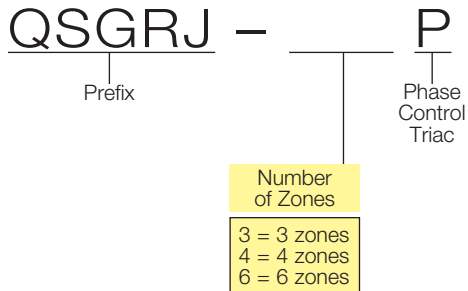 QSGRJ – P
Prefix
Phase
Control
Triac
Number
of Zones
3 = 3 zones
4 = 4 zones
6 = 6 zones